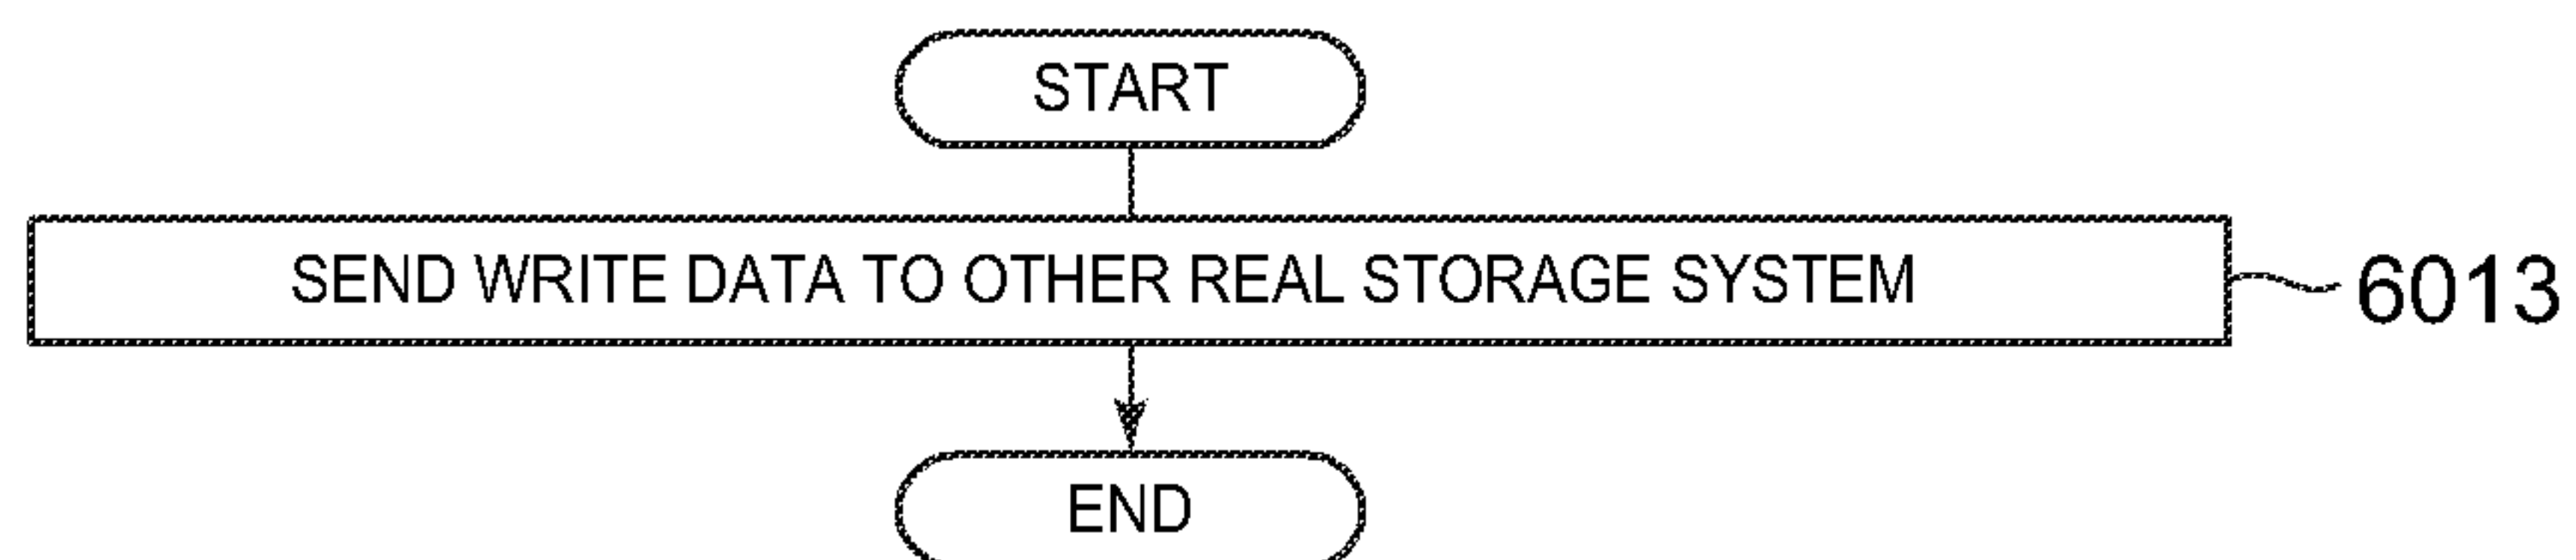 START
SEND WRITE DATA TO OTHER REAL STORAGE SYSTEM
6013
END